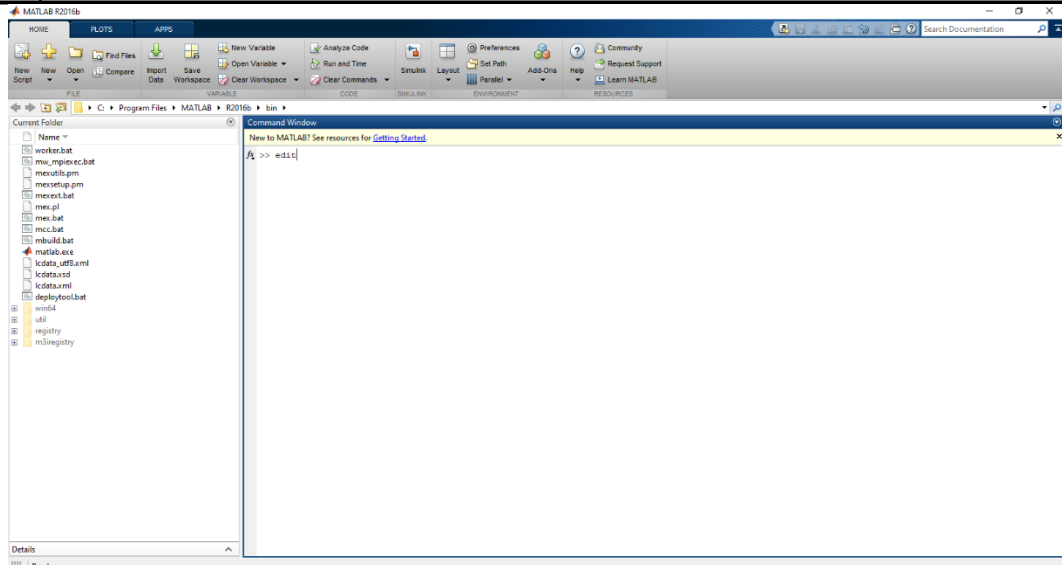 MATLAB R2016b
HOME PLOTS APPS
Search Documentation
New Script
New
Open
Find Files
Compare
Import Data
Save Workspace
New Variable
Open Variable
Clear Workspace
Analyze Code
Run and Time
Clear Commands
Simulink
Layout
Preferences
Set Path
Parallel
Add-Ons
Help
Community
Request Support
Learn MATLAB
FILE VARIABLE CODE SIMULINK ENVIRONMENT RESOURCES
C: Program Files MATLAB R2016b bin
Current Folder
Name
worker.bat
mw_mpiexec.bat
mexutils.pm
mexsetup.pm
mexext.bat
mex.pl
mex.bat
mcc.bat
mbuild.bat
matlab.exe
lcdata_utf8.xml
lcdata.xsd
lcdata.xml
deploytool.bat
win64
util
registry
m3iregistry
Details
Command Window
New to MATLAB? See resources for Getting Started.
fx >> edit